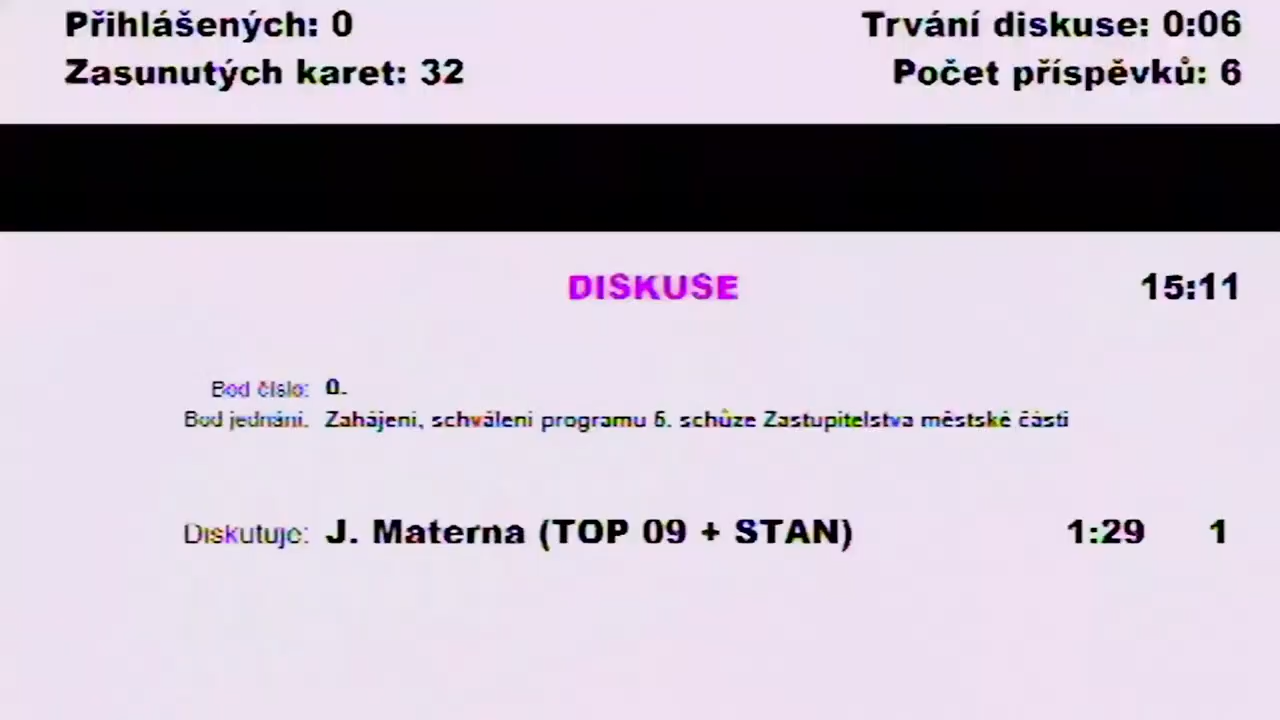 Přihlášených: 0
Trvání diskuse: 0:06
Zasunutých karet: 32
Počet příspěvků: 6
DISKUSE
15:11
Bod číslo: 0.
Bod jednání: Zahájení, schválení programu 6. schůze Zastupitelstva městské části
Diskutuje: J. Materna (TOP 09 + STAN) 1:29 1